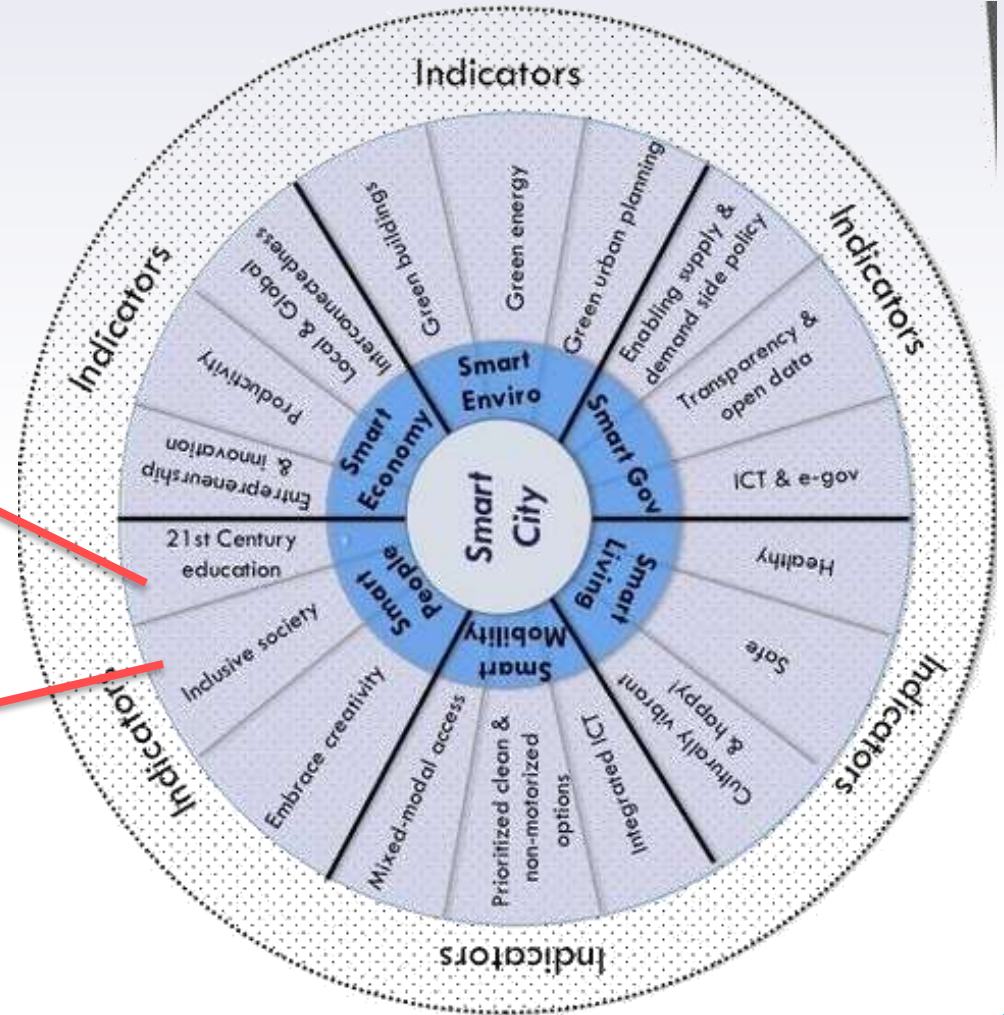 Indicators
Indicators
Indicators
Indicators
Indicators
Indicators
Smart
City
Smart
Enviro
Green buildings
Green energy
Green urban planning
Smart Gov
Enabling supply &
demand side policy
Transparency &
open data
ICT & e-gov
Smart
Living
Healthy
Safe
Culturally vibrant
& happy!
Smart
Mobility
Integrated ICT
Prioritized clean &
non-motorized
options
Mixed-modal access
Smart
People
Embrace creativity
Inclusive society
21st Century
education
Smart
Economy
Entrepreneurship
& innovation
Productivity
Local & Global
Interconnectedness